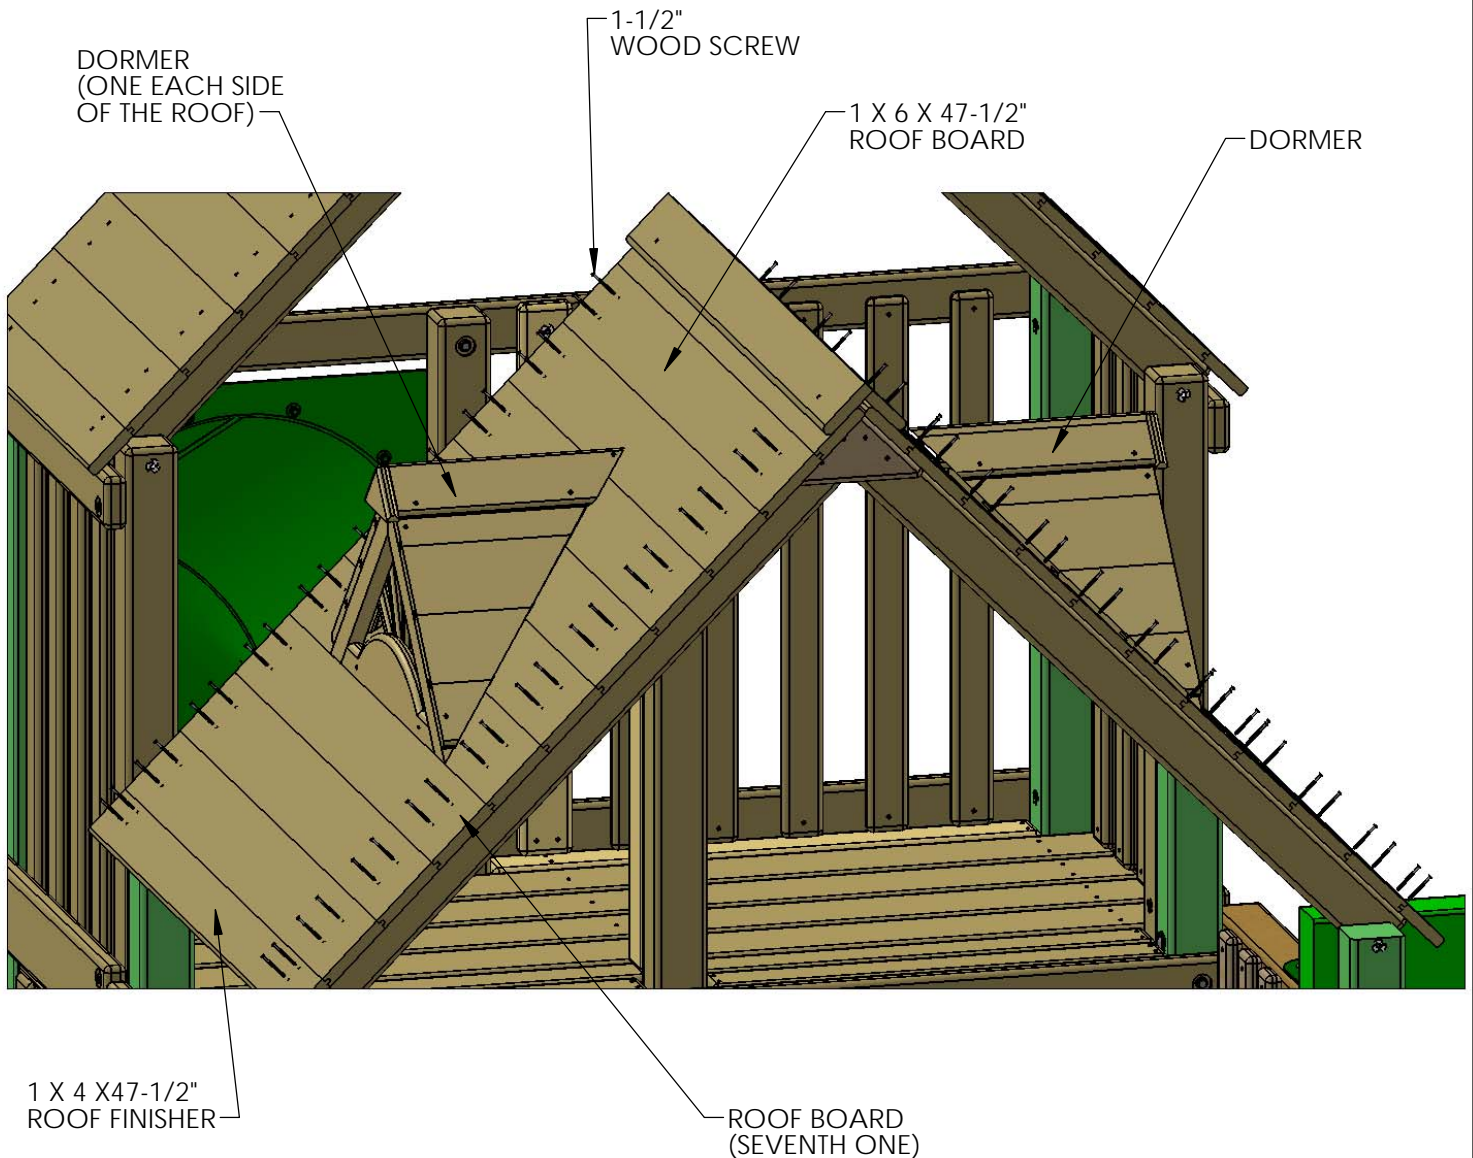 1-1/2"
WOOD SCREW
DORMER
(ONE EACH SIDE
OF THE ROOF)
1 X 6 X 47-1/2"
ROOF BOARD
DORMER
1 X 4 X47-1/2"
ROOF FINISHER
ROOF BOARD
(SEVENTH ONE)